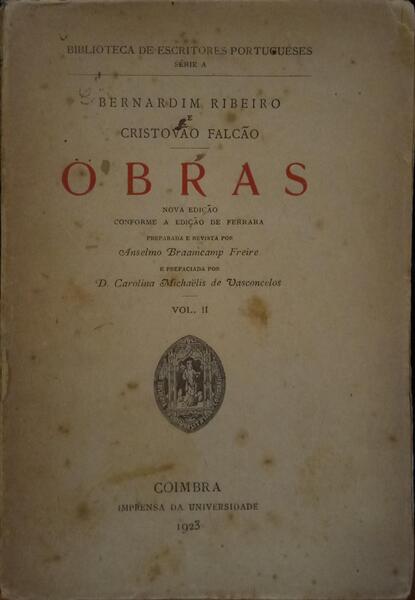 BIBLIOTECA DE ESCRITORES PORTUGUESES
SÉRIE A
BERNARDIM RIBEIRO
E
CRISTOVÃO FALCÃO
OBRAS
NOVA EDIÇÃO
CONFORME A EDIÇÃO DE FERRARA
PREPARADA E REVISTA POR
Anselmo Braamcamp Freire
E PREFACIADA POR
D. Carolina Michaëlis de Vasconcelos
VOL. II
COIMBRA
IMPRENSA DA UNIVERSIDADE
1923